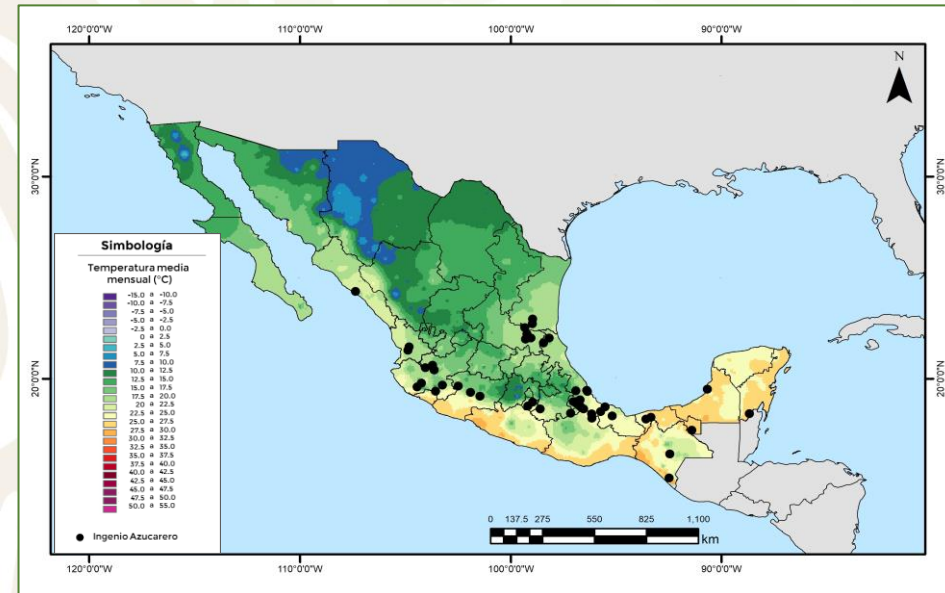 120°0'0"W 110°0'0"W 100°0'0"W 90°0'0"W
N
30°0'0"N 30°0'0"N
20°0'0"N 20°0'0"N
Simbología
Temperatura media
mensual (°C)
-15.0 a -10.0
-10.0 a -7.5
-7.5 a -5.0
-5.0 a -2.5
-2.5 a 0.0
0 a 2.5
2.5 a 5.0
5.0 a 7.5
7.5 a 10.0
10.0 a 12.5
12.5 a 15.0
15.0 a 17.5
17.5 a 20.0
20 a 22.5
22.5 a 25.0
25.0 a 27.5
27.5 a 30.0
30.0 a 32.5
32.5 a 35.0
35.0 a 37.5
37.5 a 40.0
40.0 a 42.5
42.5 a 45.0
45.0 a 47.5
47.5 a 50.0
50.0 a 55.0
Ingenio Azucarero
0 137.5 275 550 825 1,100
km
120°0'0"W 110°0'0"W 100°0'0"W 90°0'0"W